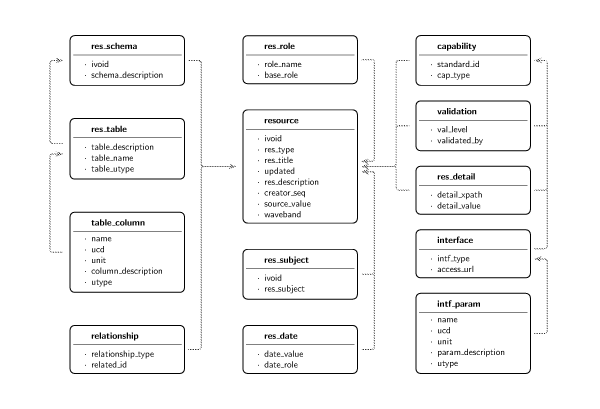 res_schema
· ivoid
· schema_description
res_table
· table_description
· table_name
· table_utype
table_column
· name
· ucd
· unit
· column_description
· utype
relationship
· relationship_type
· related_id
res_role
· role_name
· base_role
resource
· ivoid
· res_type
· res_title
· updated
· res_description
· creator_seq
· source_value
· waveband
res_subject
· ivoid
· res_subject
res_date
· date_value
· date_role
capability
· standard_id
· cap_type
validation
· val_level
· validated_by
res_detail
· detail_xpath
· detail_value
interface
· intf_type
· access_url
intf_param
· name
· ucd
· unit
· param_description
· utype